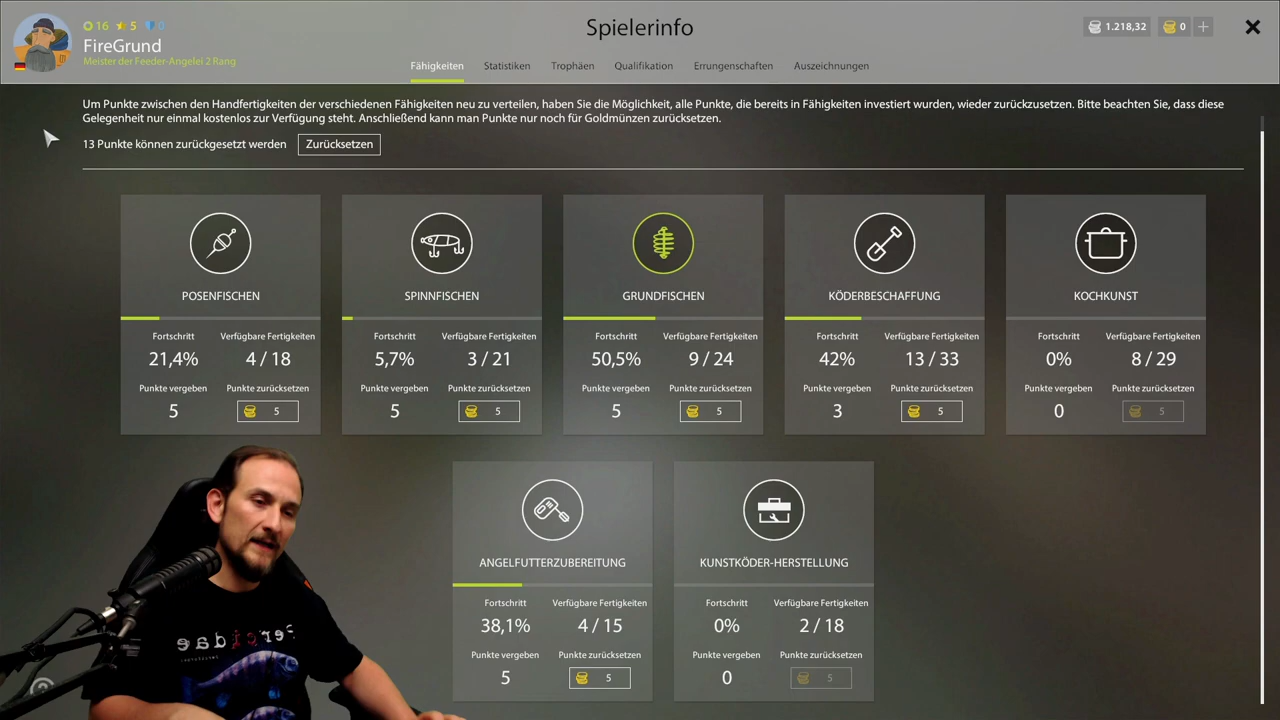 16 5 0
FireGrund
Meister der Feeder-Angelei 2 Rang
Spielerinfo
1.218,32 0 +
Fähigkeiten Statistiken Trophäen Qualifikation Errungenschaften Auszeichnungen
Um Punkte zwischen den Handfertigkeiten der verschiedenen Fähigkeiten neu zu verteilen, haben Sie die Möglichkeit, alle Punkte, die bereits in Fähigkeiten investiert wurden, wieder zurückzusetzen. Bitte beachten Sie, dass diese
Gelegenheit nur einmal kostenlos zur Verfügung steht. Anschließend kann man Punkte nur noch für Goldmünzen zurücksetzen.
13 Punkte können zurückgesetzt werden Zurücksetzen
POSENFISCHEN
Fortschritt Verfügbare Fertigkeiten
21,4% 4 / 18
Punkte vergeben Punkte zurücksetzen
5 5
SPINNFISCHEN
Fortschritt Verfügbare Fertigkeiten
5,7% 3 / 21
Punkte vergeben Punkte zurücksetzen
5 5
GRUNDFISCHEN
Fortschritt Verfügbare Fertigkeiten
50,5% 9 / 24
Punkte vergeben Punkte zurücksetzen
5 5
KÖDERBESCHAFFUNG
Fortschritt Verfügbare Fertigkeiten
42% 13 / 33
Punkte vergeben Punkte zurücksetzen
3 5
KOCHKUNST
Fortschritt Verfügbare Fertigkeiten
0% 8 / 29
Punkte vergeben Punkte zurücksetzen
0 5
ANGELFUTTERZUBEREITUNG
Fortschritt Verfügbare Fertigkeiten
38,1% 4 / 15
Punkte vergeben Punkte zurücksetzen
5 5
KUNSTKÖDER-HERSTELLUNG
Fortschritt Verfügbare Fertigkeiten
0% 2 / 18
Punkte vergeben Punkte zurücksetzen
0 5
Percidae